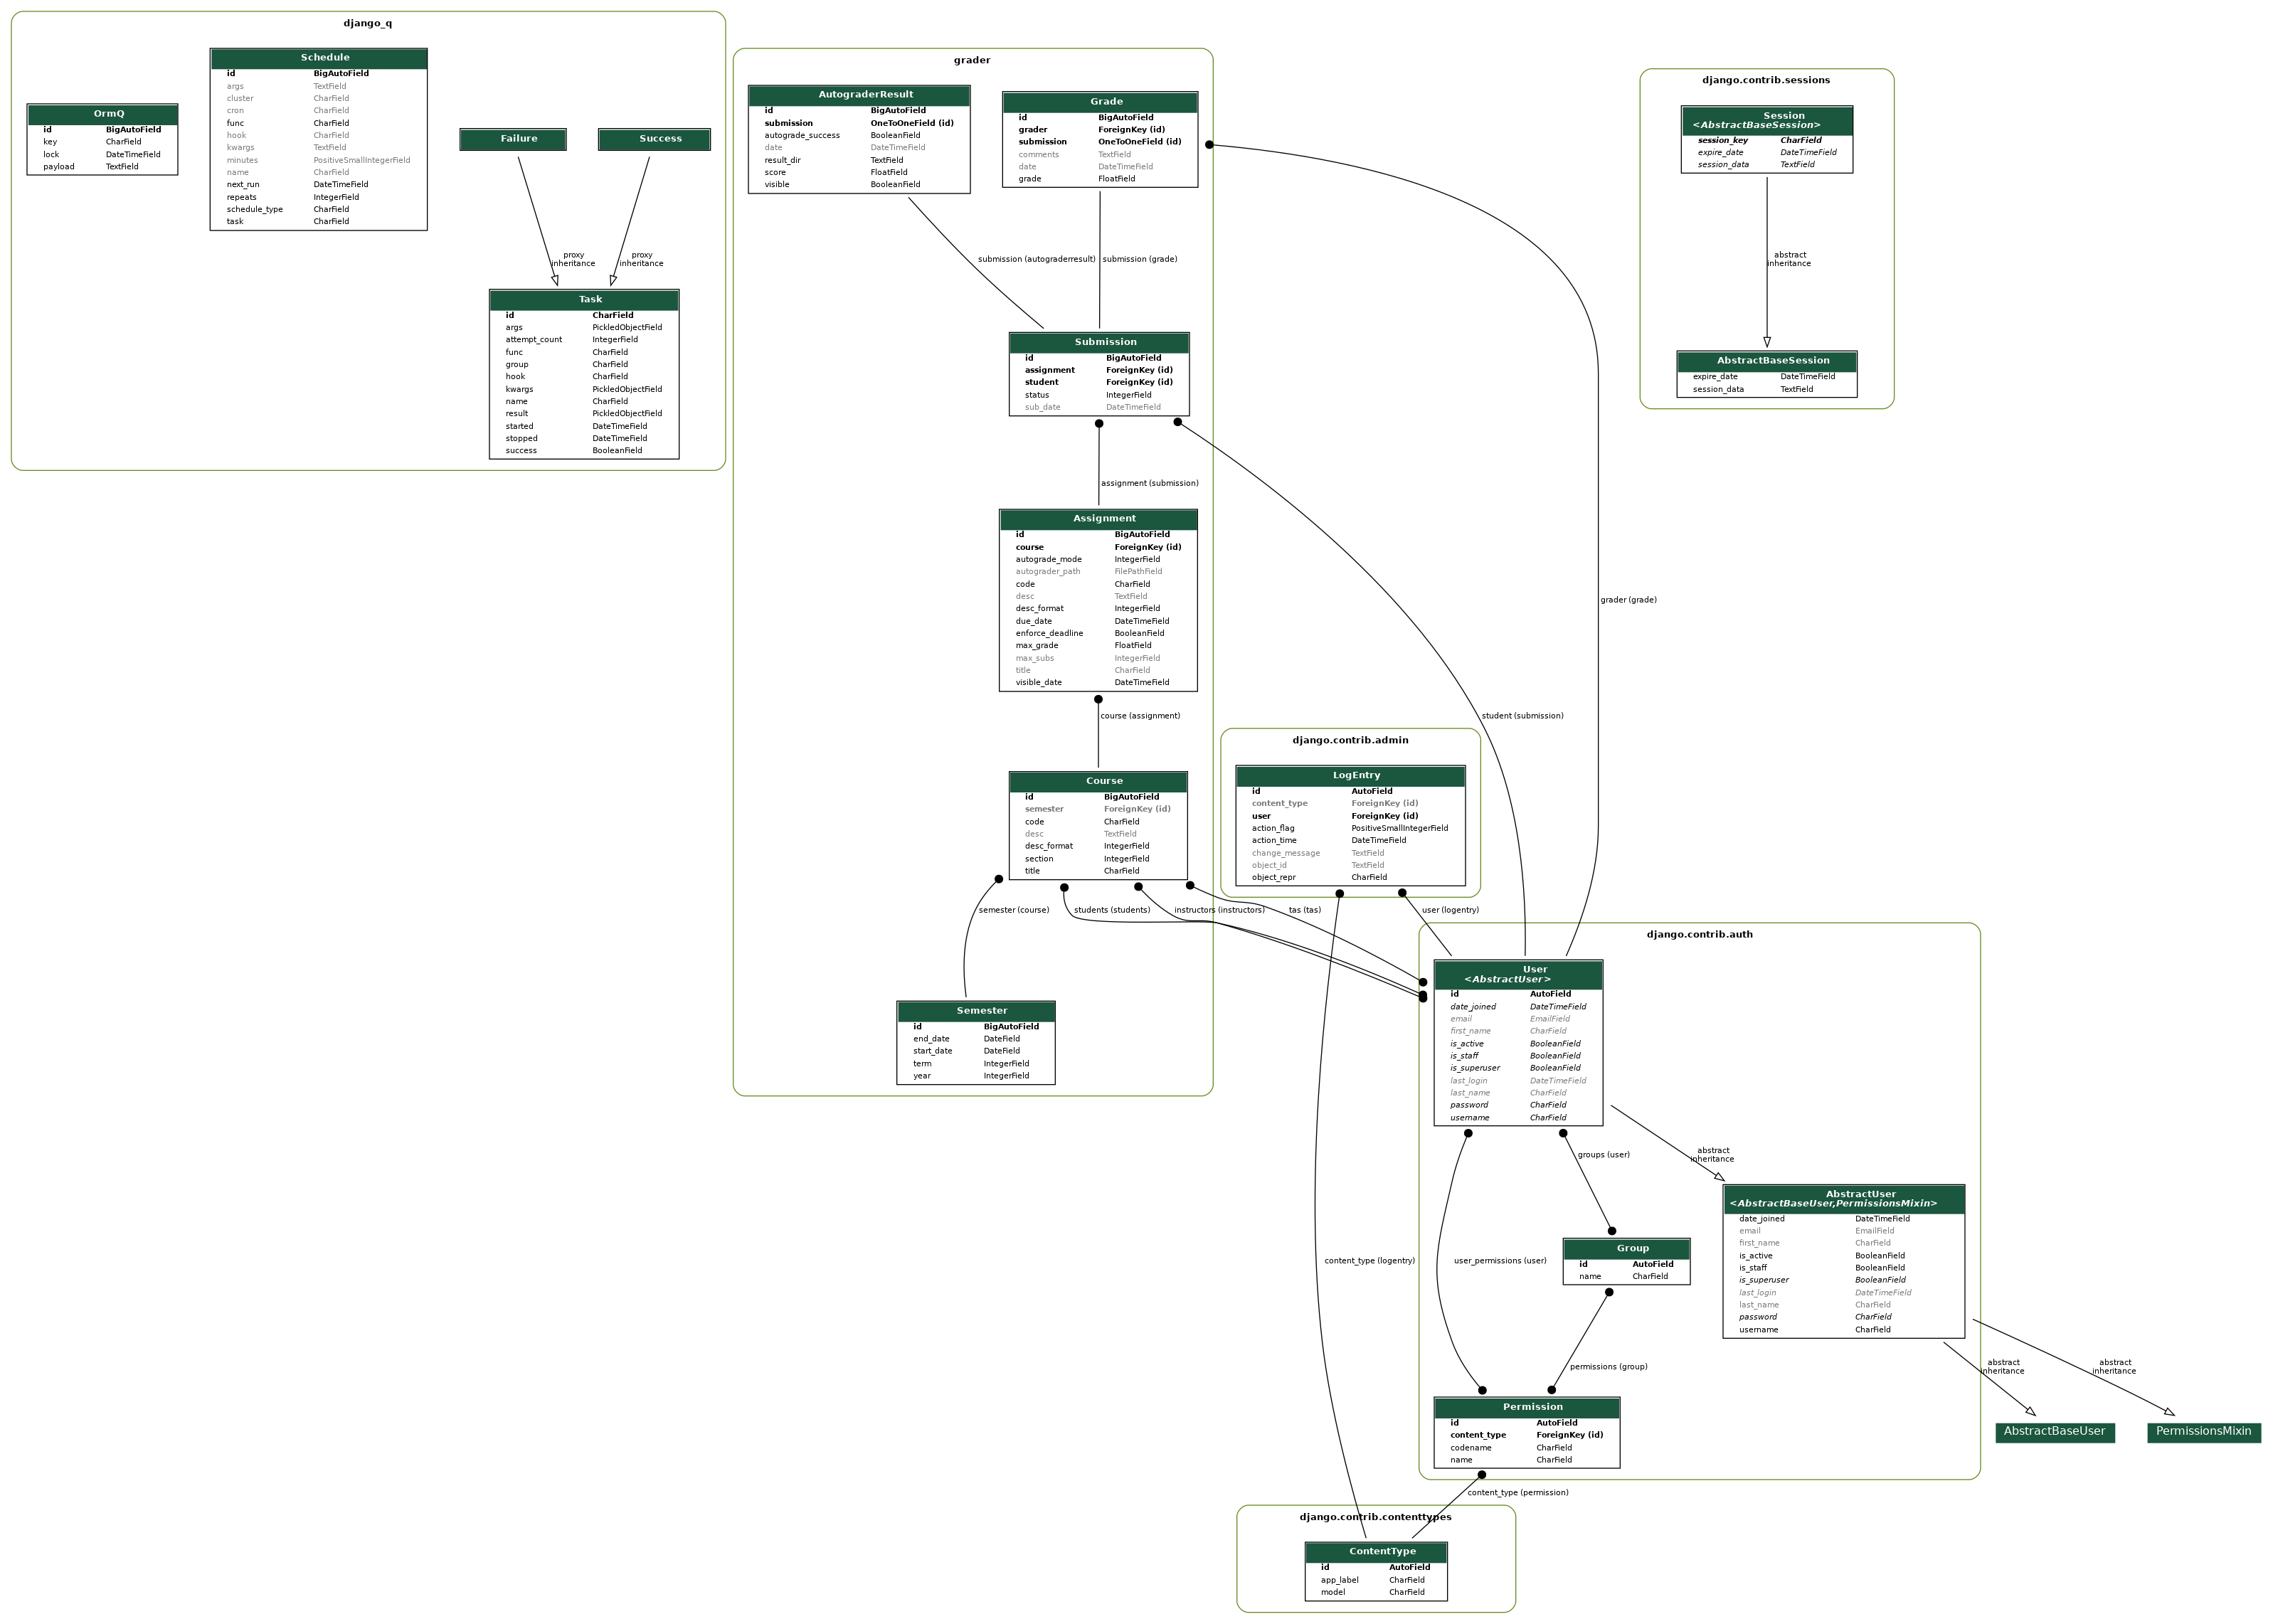 django_q
OrmQ
id BigAutoField
key CharField
lock DateTimeField
payload TextField
Schedule
id BigAutoField
args TextField
cluster CharField
cron CharField
func CharField
hook CharField
kwargs TextField
minutes PositiveSmallIntegerField
name CharField
next_run DateTimeField
repeats IntegerField
schedule_type CharField
task CharField
Failure
Success
proxy
inheritance
proxy
inheritance
Task
id CharField
args PickledObjectField
attempt_count IntegerField
func CharField
group CharField
hook CharField
kwargs PickledObjectField
name CharField
result PickledObjectField
started DateTimeField
stopped DateTimeField
success BooleanField
grader
AutograderResult
id BigAutoField
submission OneToOneField (id)
autograde_success BooleanField
date DateTimeField
result_dir TextField
score FloatField
visible BooleanField
Grade
id BigAutoField
grader ForeignKey (id)
submission OneToOneField (id)
comments TextField
date DateTimeField
grade FloatField
submission (autograderresult)
submission (grade)
Submission
id BigAutoField
assignment ForeignKey (id)
student ForeignKey (id)
status IntegerField
sub_date DateTimeField
assignment (submission)
Assignment
id BigAutoField
course ForeignKey (id)
autograde_mode IntegerField
autograder_path FilePathField
code CharField
desc TextField
desc_format IntegerField
due_date DateTimeField
enforce_deadline BooleanField
max_grade FloatField
max_subs IntegerField
title CharField
visible_date DateTimeField
course (assignment)
Course
id BigAutoField
semester ForeignKey (id)
code CharField
desc TextField
desc_format IntegerField
section IntegerField
title CharField
semester (course)
students (students)
instructors (instructors)
tas (tas)
Semester
id BigAutoField
end_date DateField
start_date DateField
term IntegerField
year IntegerField
grader (grade)
student (submission)
django.contrib.sessions
Session
<AbstractBaseSession>
session_key CharField
expire_date DateTimeField
session_data TextField
abstract
inheritance
AbstractBaseSession
expire_date DateTimeField
session_data TextField
django.contrib.admin
LogEntry
id AutoField
content_type ForeignKey (id)
user ForeignKey (id)
action_flag PositiveSmallIntegerField
action_time DateTimeField
change_message TextField
object_id TextField
object_repr CharField
user (logentry)
content_type (logentry)
django.contrib.auth
User
<AbstractUser>
id AutoField
date_joined DateTimeField
email EmailField
first_name CharField
is_active BooleanField
is_staff BooleanField
is_superuser BooleanField
last_login DateTimeField
last_name CharField
password CharField
username CharField
groups (user)
abstract
inheritance
user_permissions (user)
Group
id AutoField
name CharField
permissions (group)
AbstractUser
<AbstractBaseUser,PermissionsMixin>
date_joined DateTimeField
email EmailField
first_name CharField
is_active BooleanField
is_staff BooleanField
is_superuser BooleanField
last_login DateTimeField
last_name CharField
password CharField
username CharField
abstract
inheritance
abstract
inheritance
AbstractBaseUser
PermissionsMixin
Permission
id AutoField
content_type ForeignKey (id)
codename CharField
name CharField
content_type (permission)
django.contrib.contenttypes
ContentType
id AutoField
app_label CharField
model CharField